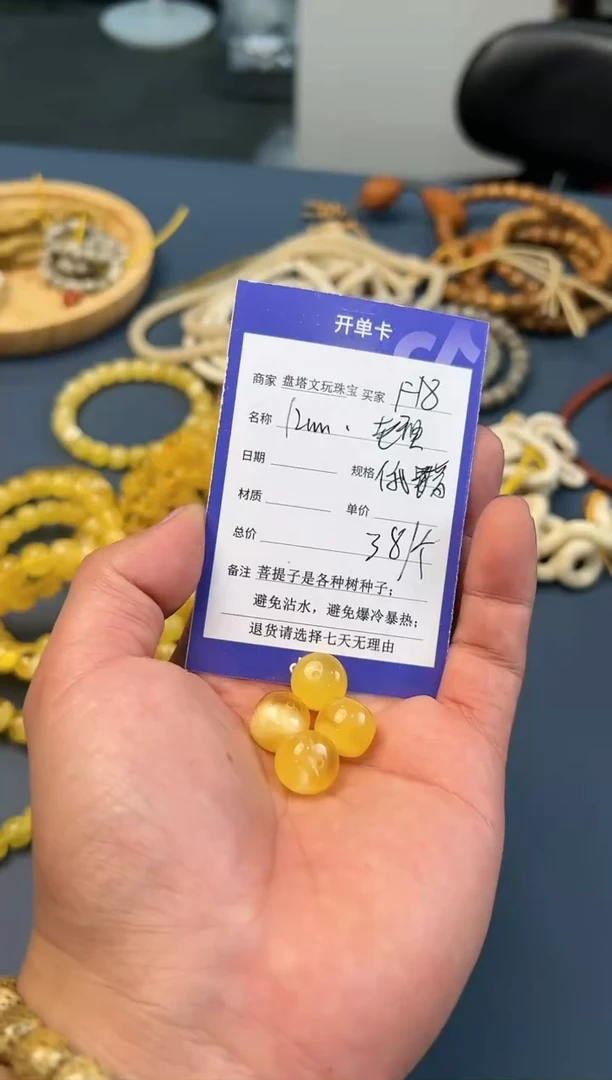 开单卡
商家 盘塔文玩珠宝 买家 F18
名称 12mm.
日期 规格
材质 单价
总价 38/个
备注 菩提子是各种树种子；
避免沾水，避免爆冷暴热；
退货请选择七天无理由